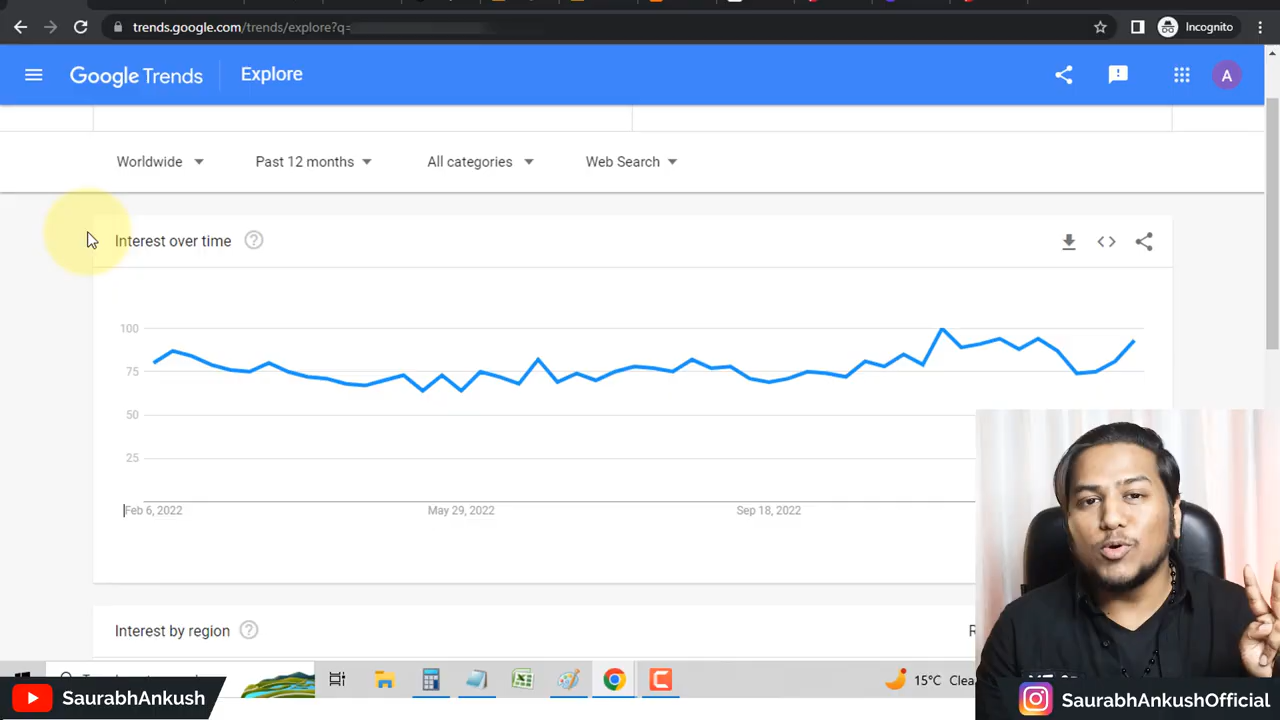 trends.google.com/trends/explore?q=
Incognito
Google Trends
Explore
A
Worldwide
Past 12 months
All categories
Web Search
Interest over time
100
75
50
25
Feb 6, 2022
May 29, 2022
Sep 18, 2022
Interest by region
R
15°C
SaurabhAnkush
SaurabhAnkushOfficial